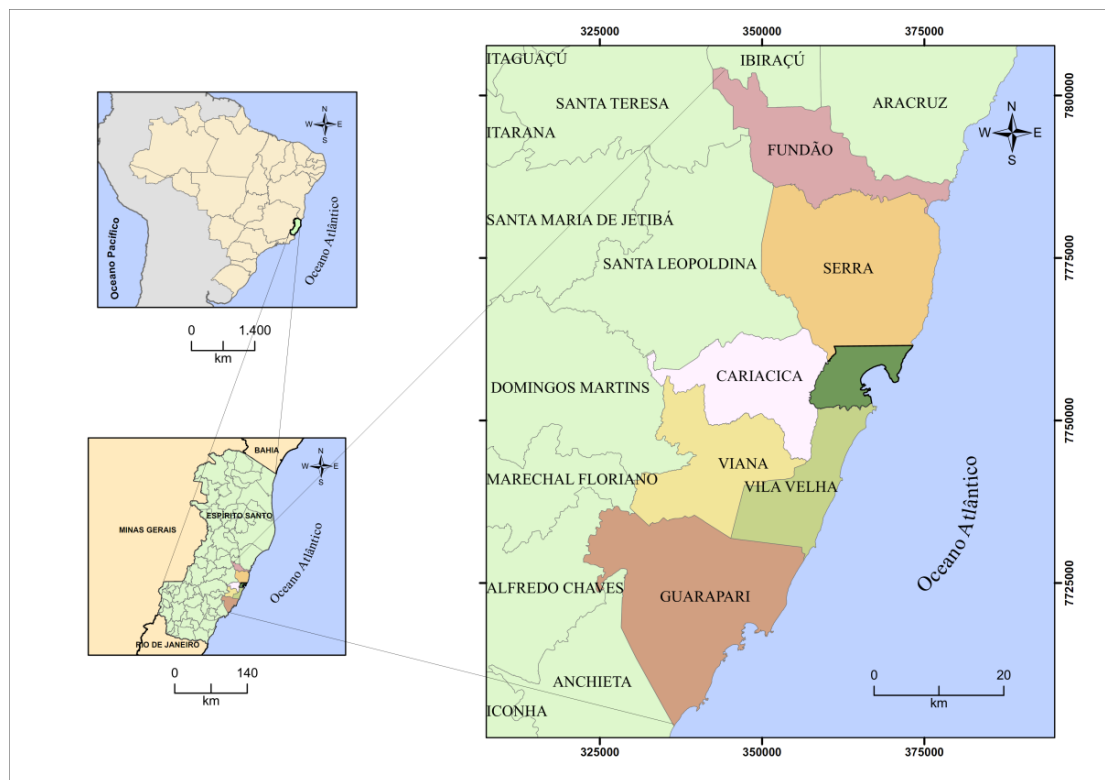 N
W E
S
Oceano Pacífico
Oceano Atlântico
0 1.400
km
BAHIA
N
W E
S
MINAS GERAIS
ESPÍRITO SANTO
Oceano Atlântico
RIO DE JANEIRO
0 140
km
325000 350000 375000
ITAGUAÇÚ
IBIRAÇÚ
7800000
SANTA TERESA
ARACRUZ
N
W E
S
ITARANA
FUNDÃO
SANTA MARIA DE JETIBÁ
SANTA LEOPOLDINA
SERRA
7775000
CARIACICA
DOMINGOS MARTINS
7750000
VIANA
MARECHAL FLORIANO
VILA VELHA
Oceano Atlântico
ALFREDO CHAVES
GUARAPARI
7725000
ANCHIETA
0 20
km
ICONHA
325000 350000 375000